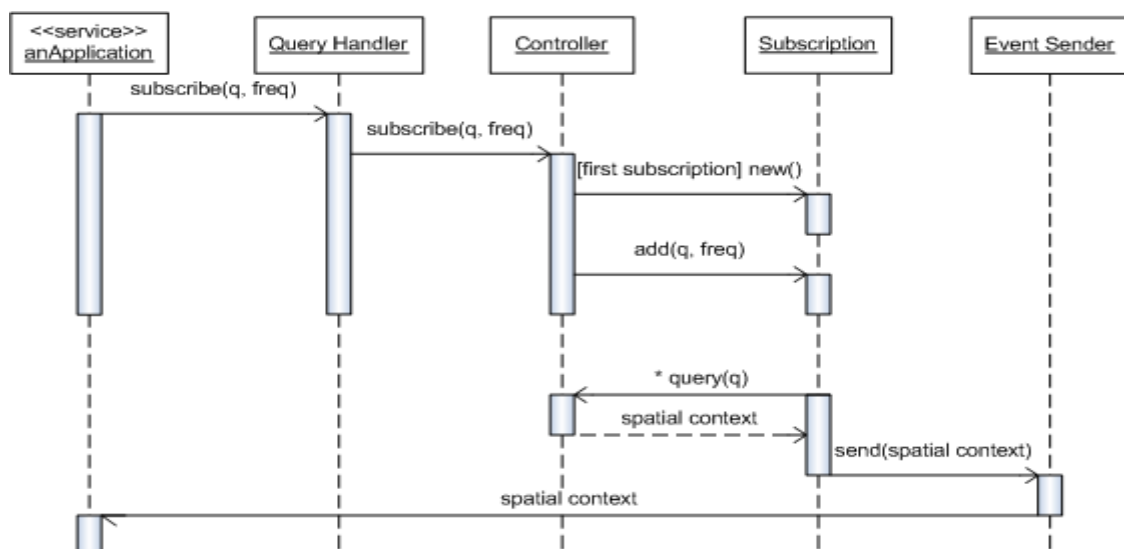 <<service>>
anApplication
Query Handler
Controller
Subscription
Event Sender
subscribe(q, freq)
subscribe(q, freq)
[first subscription] new()
add(q, freq)
* query(q)
spatial context
send(spatial context)
spatial context